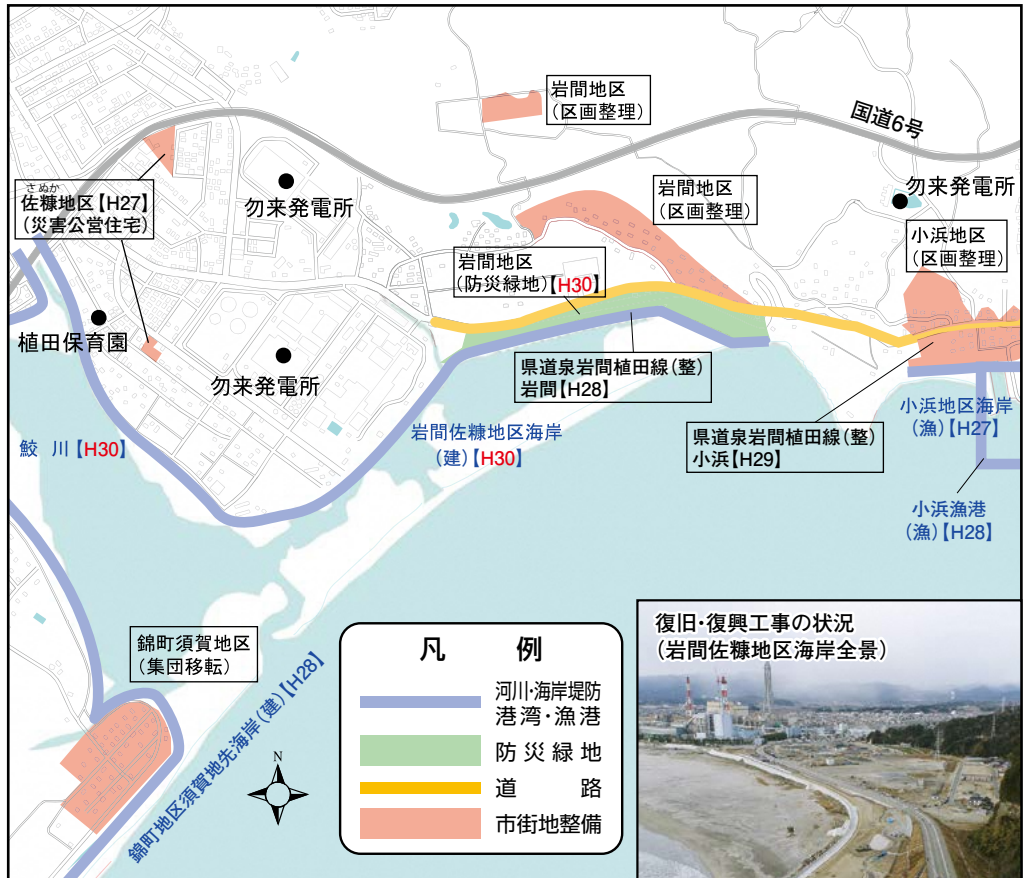 岩間地区
(区画整理)
国道6号
さぬか
佐糠地区【H27】
(災害公営住宅)
勿来発電所
岩間地区
(区画整理)
勿来発電所
小浜地区
(区画整理)
岩間地区
(防災緑地)【H30】
植田保育園
勿来発電所
県道泉岩間植田線(整)
岩間【H28】
鮫 川【H30】
岩間佐糠地区海岸
(建)【H30】
県道泉岩間植田線(整)
小浜【H29】
小浜地区海岸
(漁)【H27】
小浜漁港
(漁)【H28】
錦町須賀地区
(集団移転)
錦町地区須賀地先海岸(建)【H28】
N
凡 例
河川・海岸堤防
港湾・漁港
防災緑地
道 路
市街地整備
復旧・復興工事の状況
(岩間佐糠地区海岸全景)